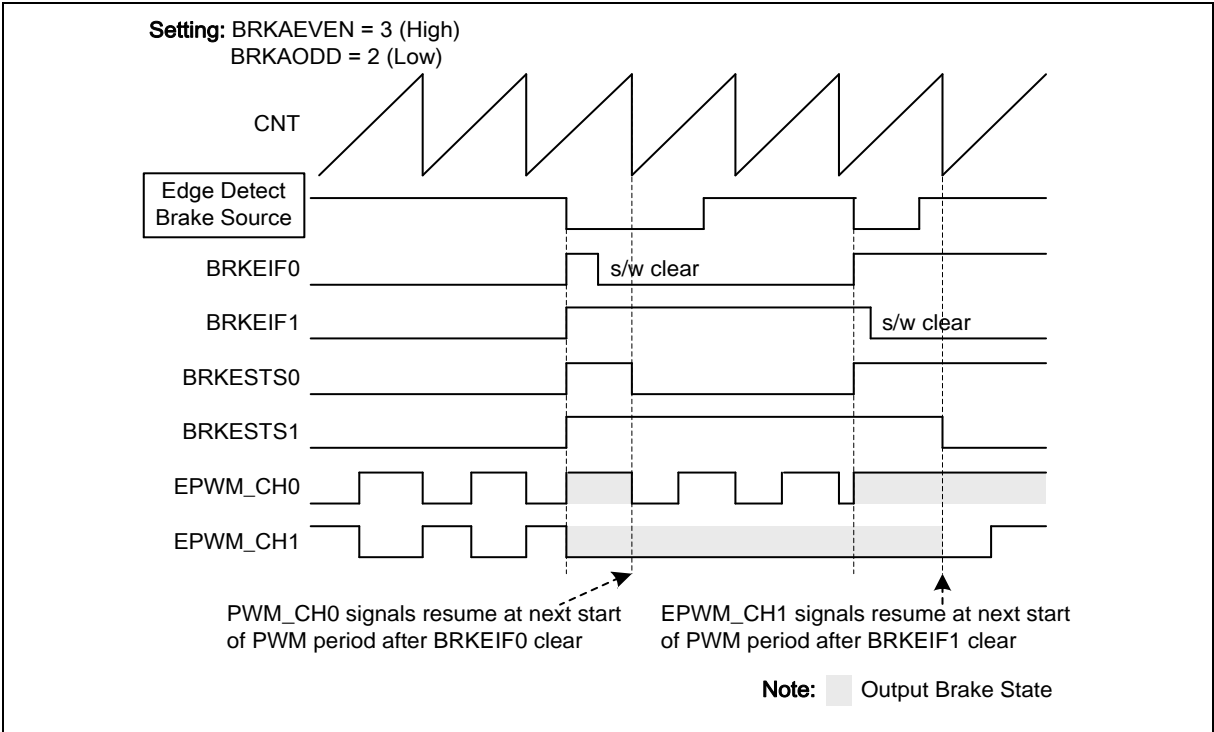 Setting: BRKAEVEN = 3 (High)
BRKAODD = 2 (Low)
CNT
Edge Detect
Brake Source
BRKEIF0
s/w clear
BRKEIF1
s/w clear
BRKESTS0
BRKESTS1
EPWM_CH0
EPWM_CH1
PWM_CH0 signals resume at next start
of PWM period after BRKEIF0 clear
EPWM_CH1 signals resume at next start
of PWM period after BRKEIF1 clear
Note: Output Brake State